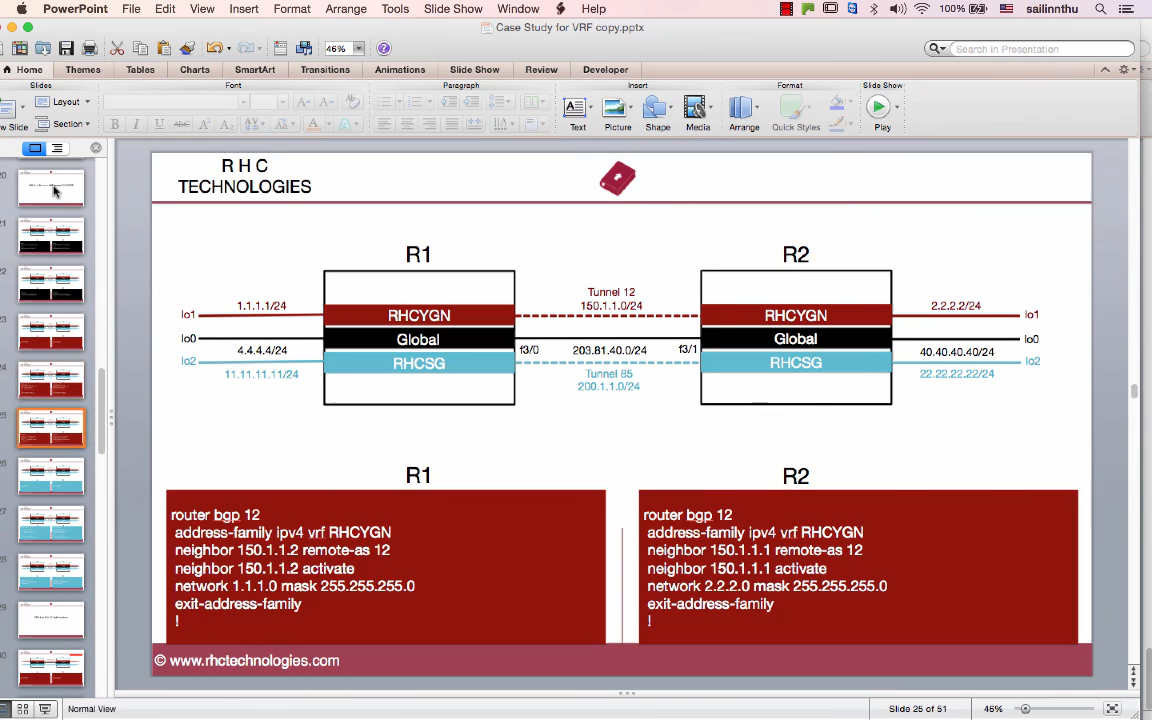 PowerPoint File Edit View Insert Format Arrange Tools Slide Show Window Help 100% sailinnthu
Case Study for VRF copy.pptx
46% Search in Presentation
Home Themes Tables Charts SmartArt Transitions Animations Slide Show Review Developer
Slides Font Paragraph Insert Format Slide Show
Layout
Section
B I U ABC
Text Picture Shape Media Arrange Quick Styles Play
R H C
TECHNOLOGIES
R1 R2
Tunnel 12
1.1.1.1/24 150.1.1.0/24 2.2.2.2/24
lo1 RHCYGN RHCYGN lo1
lo0 Global Global lo0
4.4.4.4/24 f3/0 203.81.40.0/24 f3/1 40.40.40.40/24
lo2 RHCSG RHCSG lo2
11.11.11.11/24 Tunnel 85 22.22.22.22/24
200.1.1.0/24
R1
router bgp 12
address-family ipv4 vrf RHCYGN
neighbor 150.1.1.2 remote-as 12
neighbor 150.1.1.2 activate
network 1.1.1.0 mask 255.255.255.0
exit-address-family
!
R2
router bgp 12
address-family ipv4 vrf RHCYGN
neighbor 150.1.1.1 remote-as 12
neighbor 150.1.1.1 activate
network 2.2.2.0 mask 255.255.255.0
exit-address-family
!
© www.rhctechnologies.com
Normal View Slide 25 of 51 46%